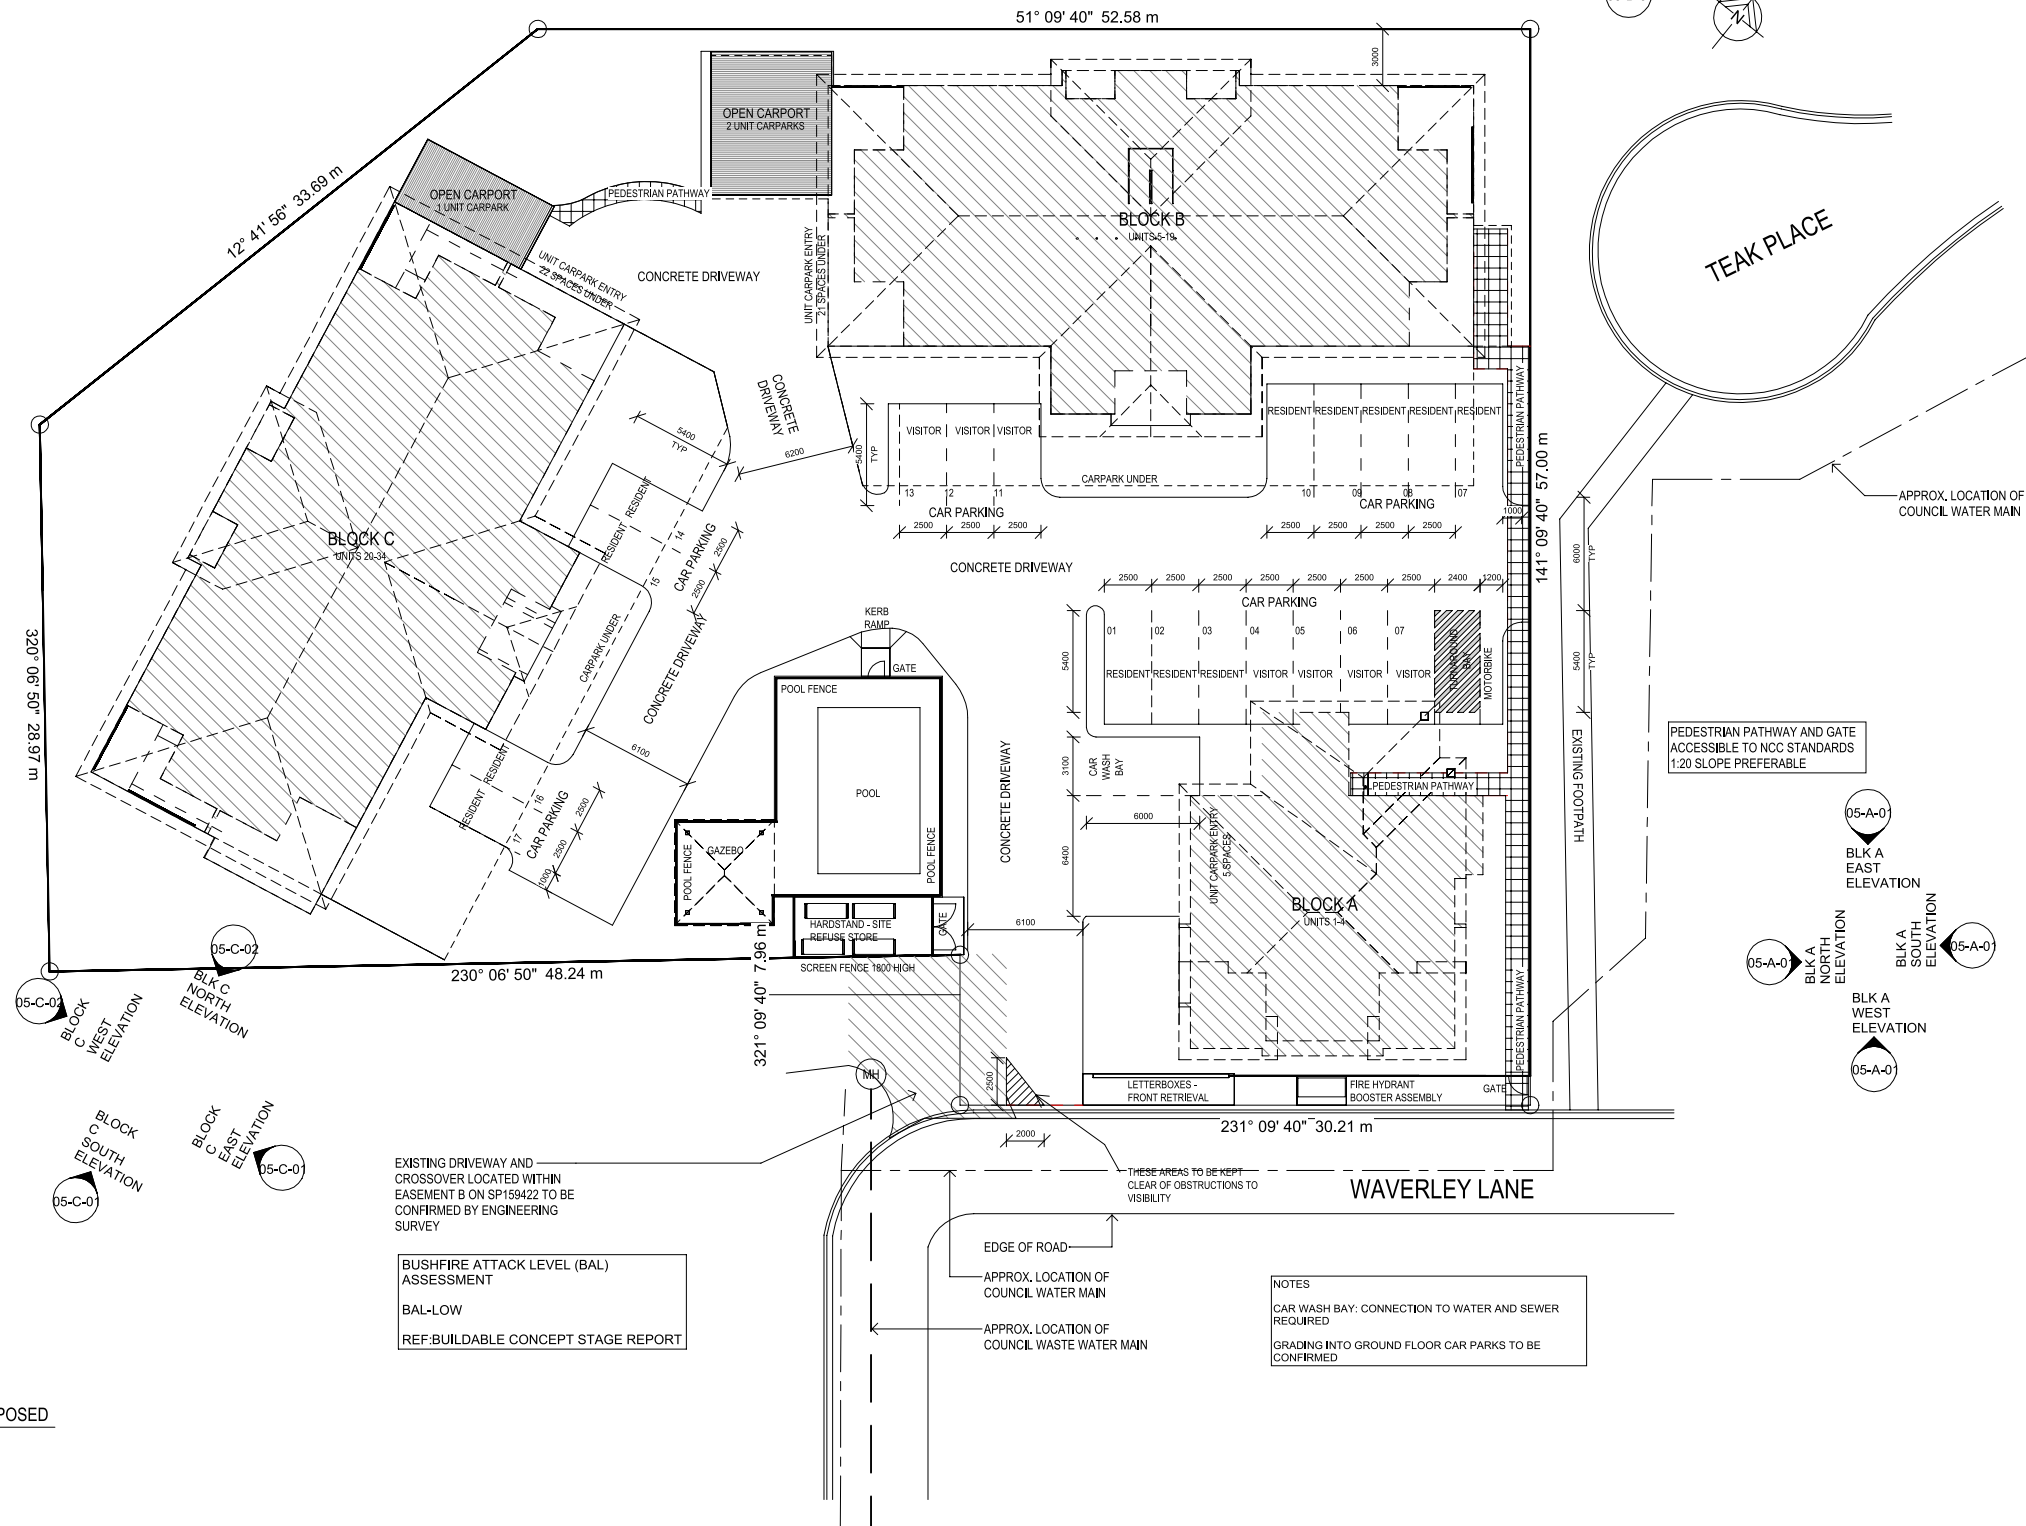 51° 09' 40" 52.58 m
N
3000
OPEN CARPORT
2 UNIT CARPARKS
12° 41' 56" 33.69 m
OPEN CARPORT
1 UNIT CARPARK
PEDESTRIAN PATHWAY
UNIT CARPARK ENTRY
22 SPACES UNDER
CONCRETE DRIVEWAY
UNIT CARPARK ENTRY
21 SPACES UNDER
BLOCK B
UNITS 5-19
TEAK PLACE
CONCRETE
DRIVEWAY
5400
TYP
6200
5400
TYP
VISITOR
VISITOR
VISITOR
13
12
11
CAR PARKING
2500
2500
2500
CARPARK UNDER
RESIDENT
RESIDENT
RESIDENT
RESIDENT
RESIDENT
10
09
08
07
CAR PARKING
2500
2500
2500
2500
1000
PEDESTRIAN PATHWAY
141° 09' 40" 57.00 m
APPROX. LOCATION OF
COUNCIL WATER MAIN
6000
TYP
5400
TYP
EXISTING FOOTPATH
BLOCK C
UNITS 20-34
RESIDENT
RESIDENT
14
15
CAR PARKING
2500
2500
CARPARK UNDER
CONCRETE DRIVEWAY
6100
RESIDENT
RESIDENT
16
17
CAR PARKING
2500
2500
1000
320° 06' 50" 28.97 m
CONCRETE DRIVEWAY
2500
2500
2500
2500
2500
2500
2500
2400
1200
CAR PARKING
01
02
03
04
05
06
07
5400
RESIDENT
RESIDENT
RESIDENT
VISITOR
VISITOR
VISITOR
VISITOR
TURNAROUND
BAY
MOTORBIKE
KERB
RAMP
GATE
POOL FENCE
POOL
POOL FENCE
POOL FENCE
GAZEBO
HARDSTAND - SITE
REFUSE STORE
GATE
SCREEN FENCE 1800 HIGH
CONCRETE DRIVEWAY
3100
CAR
WASH
BAY
6000
6400
6100
UNIT CARPARK ENTRY
5 SPACES
PEDESTRIAN PATHWAY
BLOCK A
UNITS 1-4
PEDESTRIAN PATHWAY
PEDESTRIAN PATHWAY AND GATE
ACCESSIBLE TO NCC STANDARDS
1:20 SLOPE PREFERABLE
05-A-01
BLK A
EAST
ELEVATION
05-A-01
BLK A
NORTH
ELEVATION
BLK A
SOUTH
ELEVATION
05-A-01
BLK A
WEST
ELEVATION
05-A-01
230° 06' 50" 48.24 m
321° 09' 40" 7.96 m
05-C-02
BLK C
NORTH
ELEVATION
05-C-02
BLOCK
C
WEST
ELEVATION
BLOCK
C
SOUTH
ELEVATION
05-C-01
BLOCK
C
EAST
ELEVATION
05-C-01
MH
2500
2000
LETTERBOXES -
FRONT RETRIEVAL
FIRE HYDRANT
BOOSTER ASSEMBLY
GATE
231° 09' 40" 30.21 m
EXISTING DRIVEWAY AND
CROSSOVER LOCATED WITHIN
EASEMENT B ON SP159422 TO BE
CONFIRMED BY ENGINEERING
SURVEY
THESE AREAS TO BE KEPT
CLEAR OF OBSTRUCTIONS TO
VISIBILITY
WAVERLEY LANE
EDGE OF ROAD
APPROX. LOCATION OF
COUNCIL WATER MAIN
APPROX. LOCATION OF
COUNCIL WASTE WATER MAIN
BUSHFIRE ATTACK LEVEL (BAL)
ASSESSMENT
BAL-LOW
REF:BUILDABLE CONCEPT STAGE REPORT
NOTES
CAR WASH BAY: CONNECTION TO WATER AND SEWER
REQUIRED
GRADING INTO GROUND FLOOR CAR PARKS TO BE
CONFIRMED
POSED